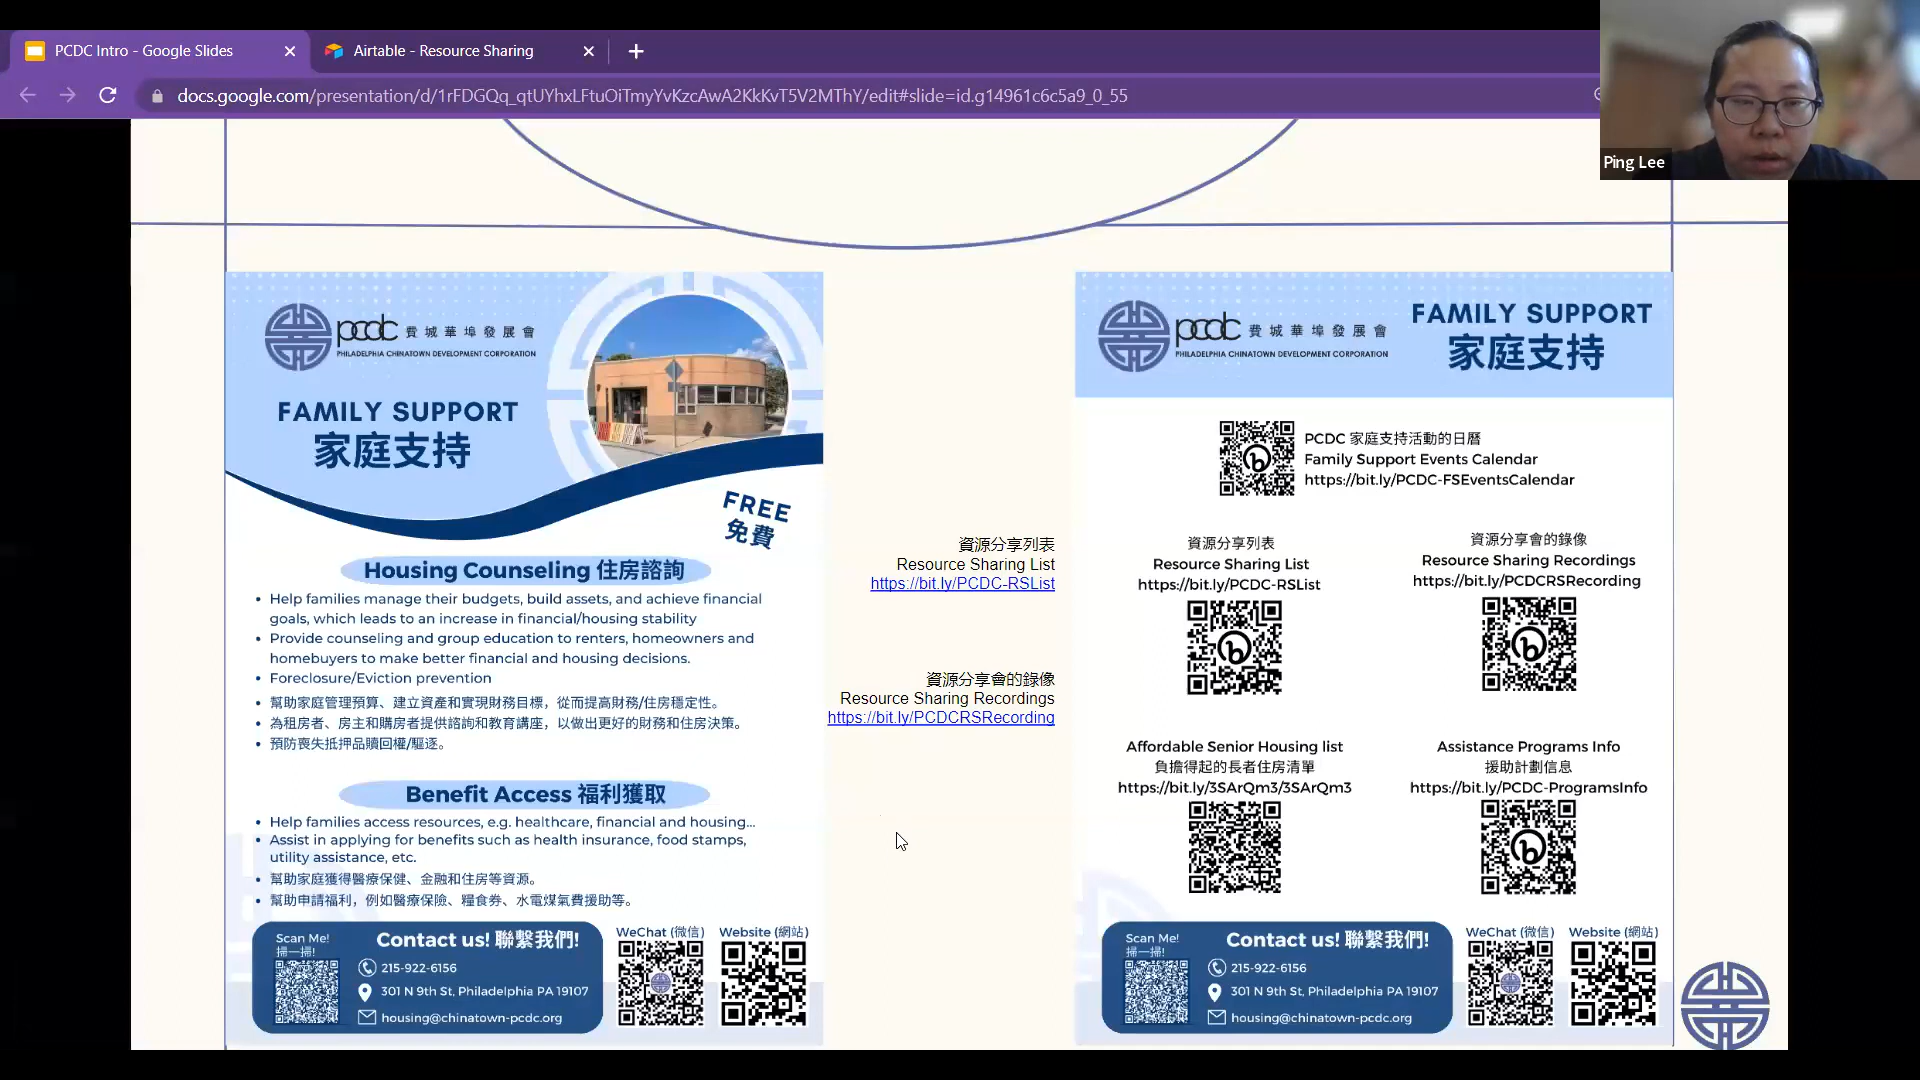 PCDC Intro - Google Slides
Airtable - Resource Sharing
docs.google.com/presentation/d/1rFDGQq_qtUYhxLFtuOiTmyYvKzcAwA2KkKvT5V2MThY/edit#slide=id.g14961c6c5a9_0_55
Ping Lee
pcdc 費城華埠發展會
PHILADELPHIA CHINATOWN DEVELOPMENT CORPORATION
FAMILY SUPPORT
家庭支持
FREE
免費
Housing Counseling 住房諮詢
• Help families manage their budgets, build assets, and achieve financial
goals, which leads to an increase in financial/housing stability
• Provide counseling and group education to renters, homeowners and
homebuyers to make better financial and housing decisions.
• Foreclosure/Eviction prevention
• 幫助家庭管理預算、建立資產和實現財務目標，從而提高財務/住房穩定性。
• 為租房者、房主和購房者提供諮詢和教育講座，以做出更好的財務和住房決策。
• 預防喪失抵押品贖回權/驅逐。
Benefit Access 福利獲取
• Help families access resources, e.g. healthcare, financial and housing...
• Assist in applying for benefits such as health insurance, food stamps,
utility assistance, etc.
• 幫助家庭獲得醫療保健、金融和住房等資源。
• 幫助申請福利，例如醫療保險、糧食券、水電煤氣費援助等。
Scan Me!
掃一掃!
Contact us! 聯繫我們!
215-922-6156
301 N 9th St, Philadelphia PA 19107
housing@chinatown-pcdc.org
WeChat (微信)
Website (網站)
資源分享列表
Resource Sharing List
https://bit.ly/PCDC-RSList
資源分享會的錄像
Resource Sharing Recordings
https://bit.ly/PCDCRSRecording
pcdc 費城華埠發展會
PHILADELPHIA CHINATOWN DEVELOPMENT CORPORATION
FAMILY SUPPORT
家庭支持
PCDC 家庭支持活動的日曆
Family Support Events Calendar
https://bit.ly/PCDC-FSEventsCalendar
資源分享列表
Resource Sharing List
https://bit.ly/PCDC-RSList
資源分享會的錄像
Resource Sharing Recordings
https://bit.ly/PCDCRSRecording
Affordable Senior Housing list
負擔得起的長者住房清單
https://bit.ly/3SArQm3/3SArQm3
Assistance Programs Info
援助計劃信息
https://bit.ly/PCDC-ProgramsInfo
Scan Me!
掃一掃!
Contact us! 聯繫我們!
215-922-6156
301 N 9th St, Philadelphia PA 19107
housing@chinatown-pcdc.org
WeChat (微信)
Website (網站)